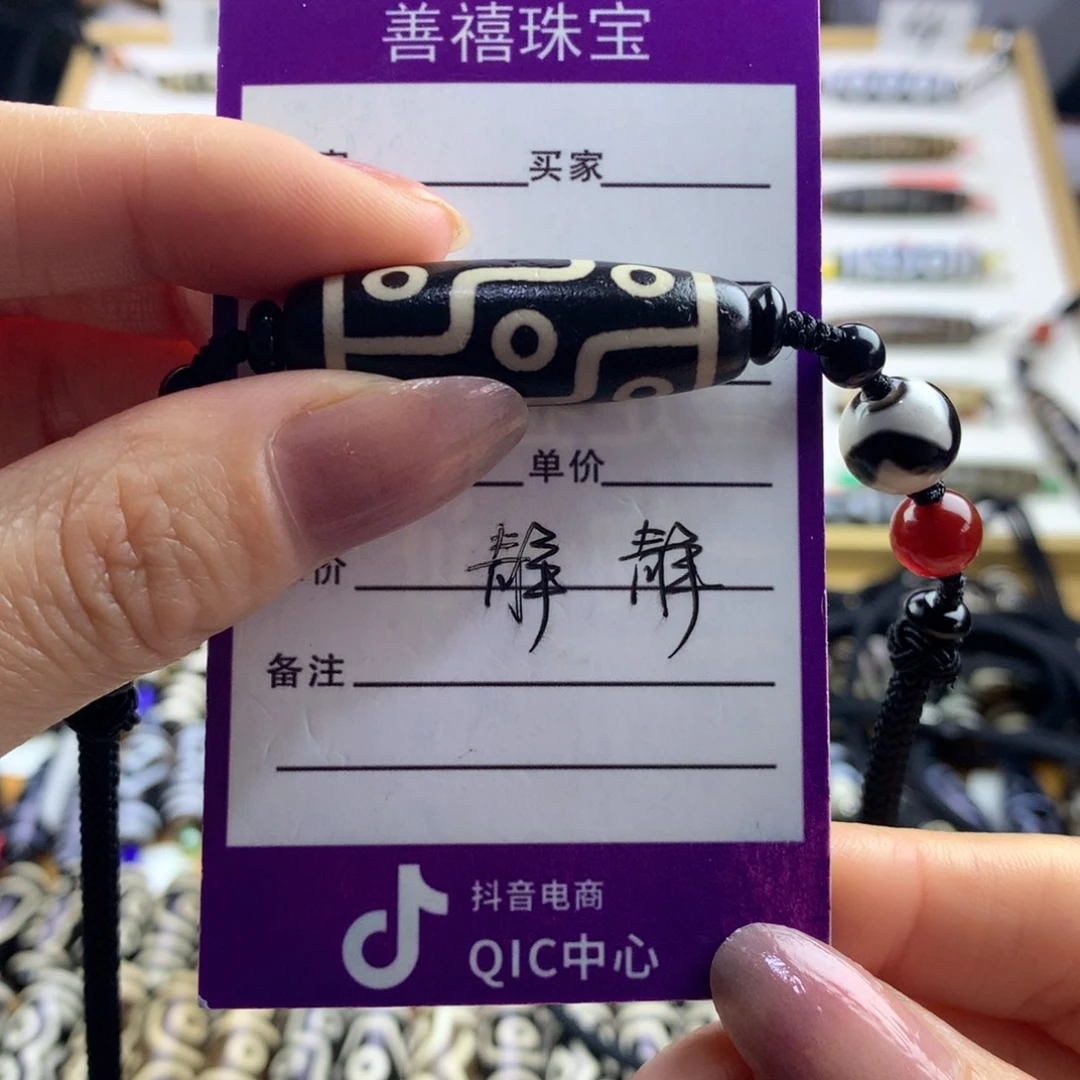 善禧珠宝
买家
单价
价 静 静
备注
抖音电商
QIC中心